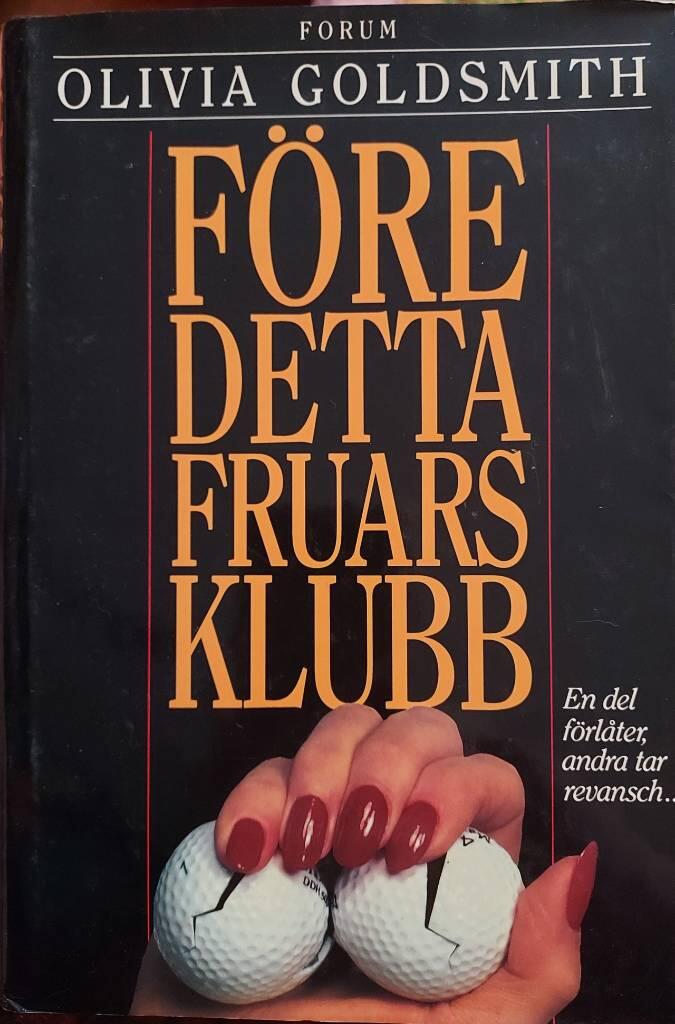 FORUM
OLIVIA GOLDSMITH
FÖRE
DETTA
FRUARS
KLUBB
En del
förlåter,
andra tar
revansch..